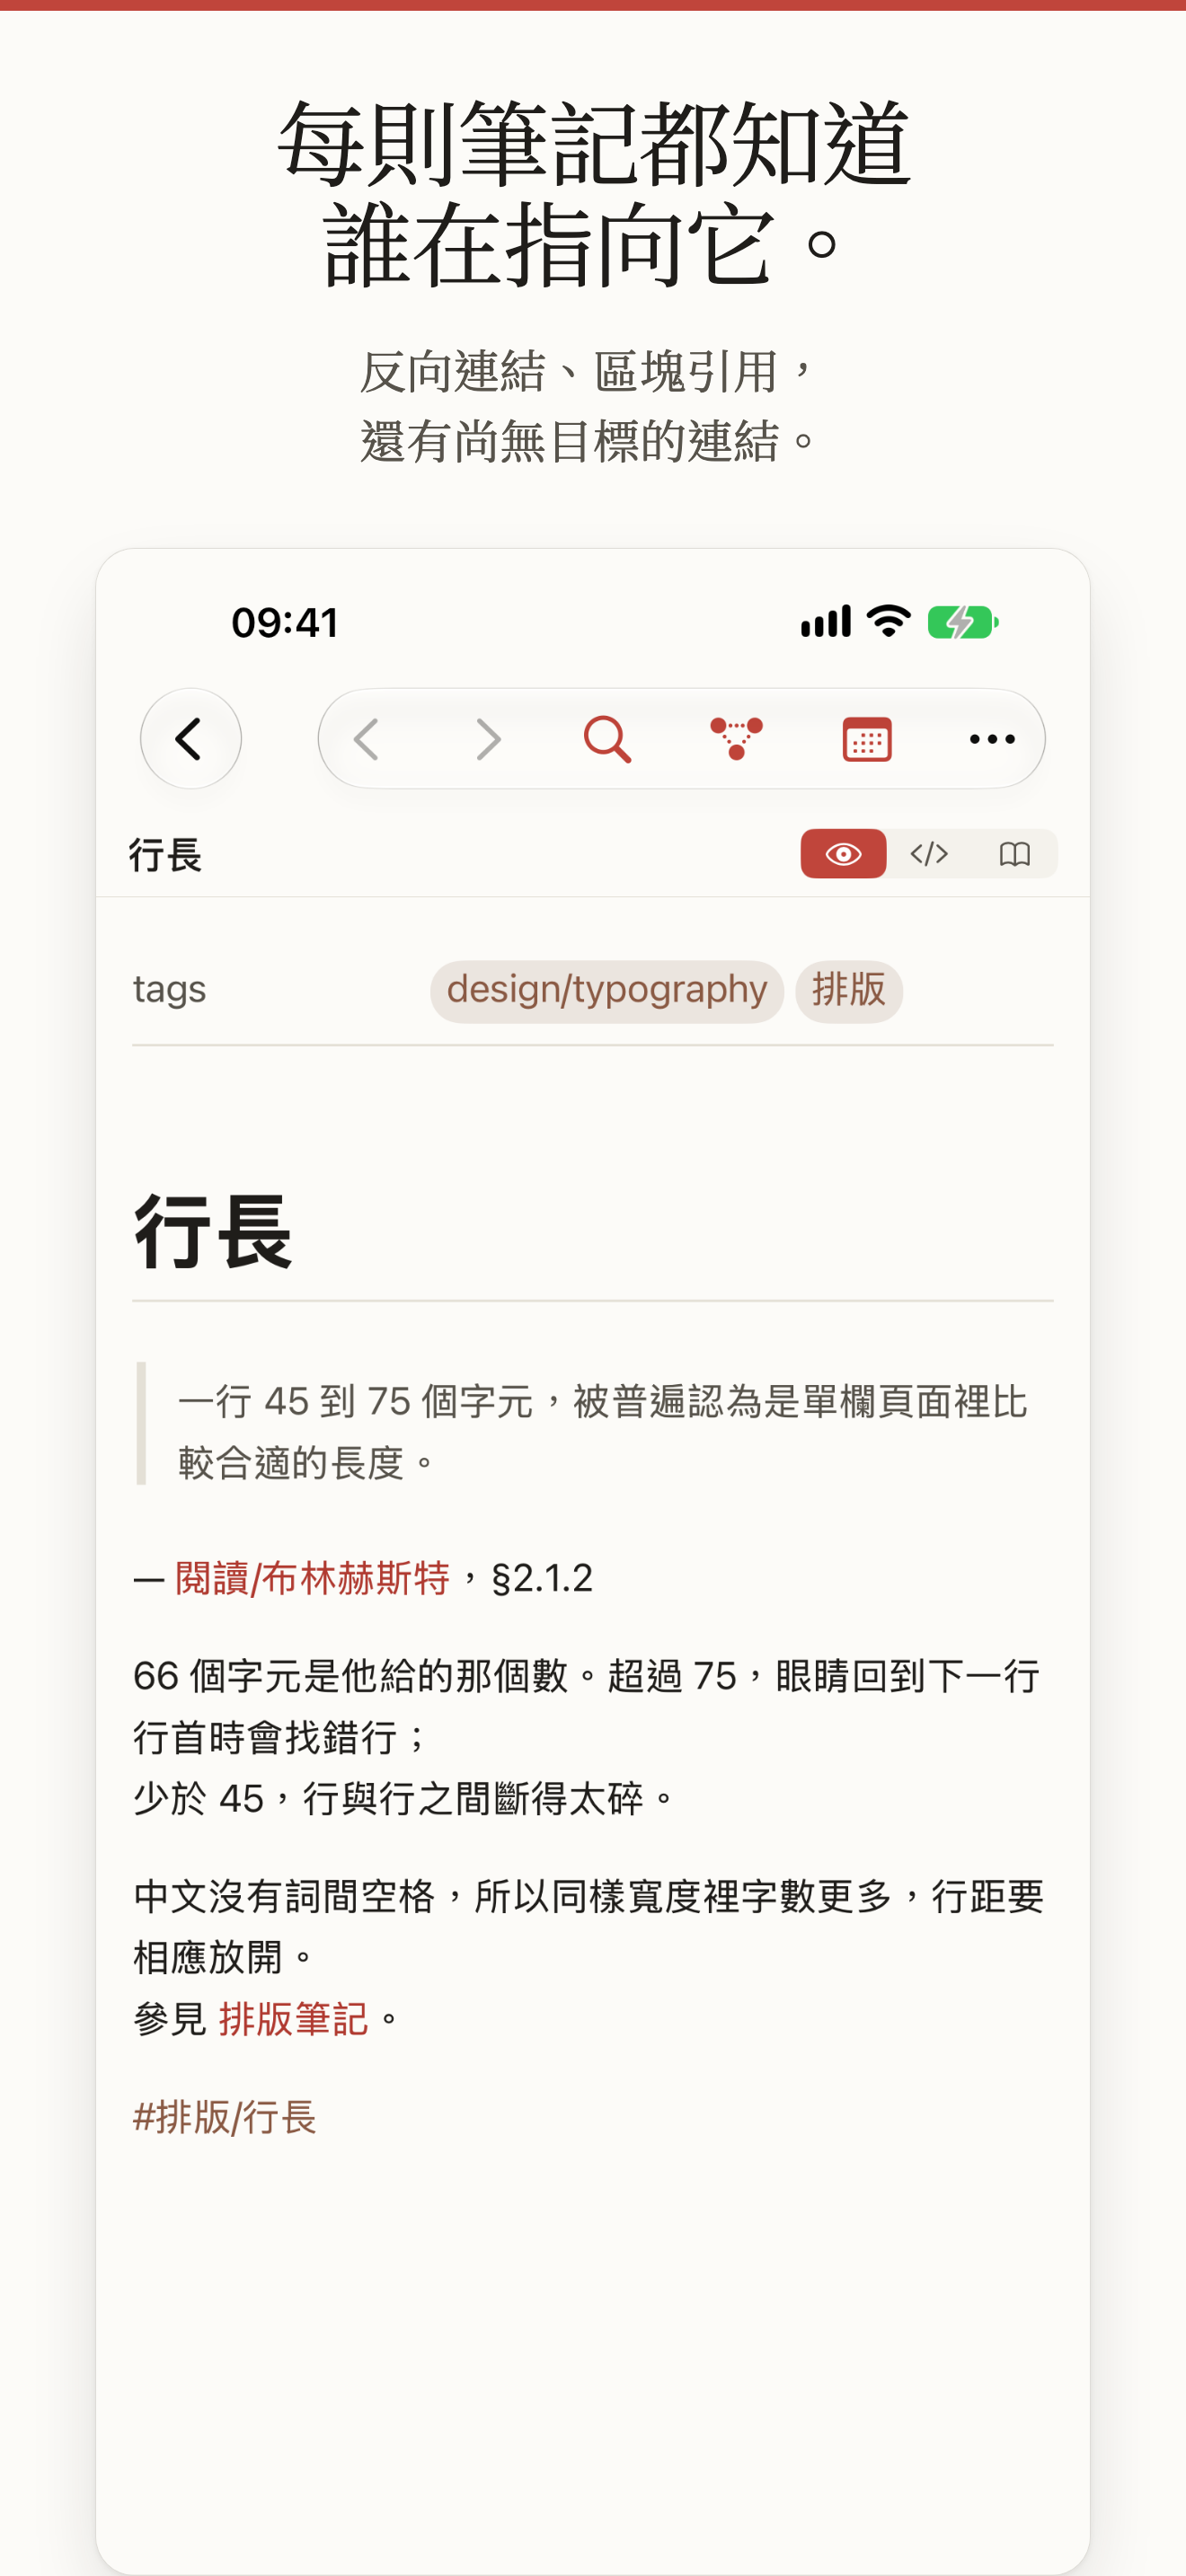 每則筆記都知道
誰在指向它。
反向連結、區塊引用，
還有尚無目標的連結。
09:41
行長
tags design/typography 排版
行長
一行 45 到 75 個字元，被普遍認為是單欄頁面裡比
較合適的長度。
— 閱讀/布林赫斯特，§2.1.2
66 個字元是他給的那個數。超過 75，眼睛回到下一行
行首時會找錯行；
少於 45，行與行之間斷得太碎。
中文沒有詞間空格，所以同樣寬度裡字數更多，行距要
相應放開。
參見 排版筆記。
#排版/行長